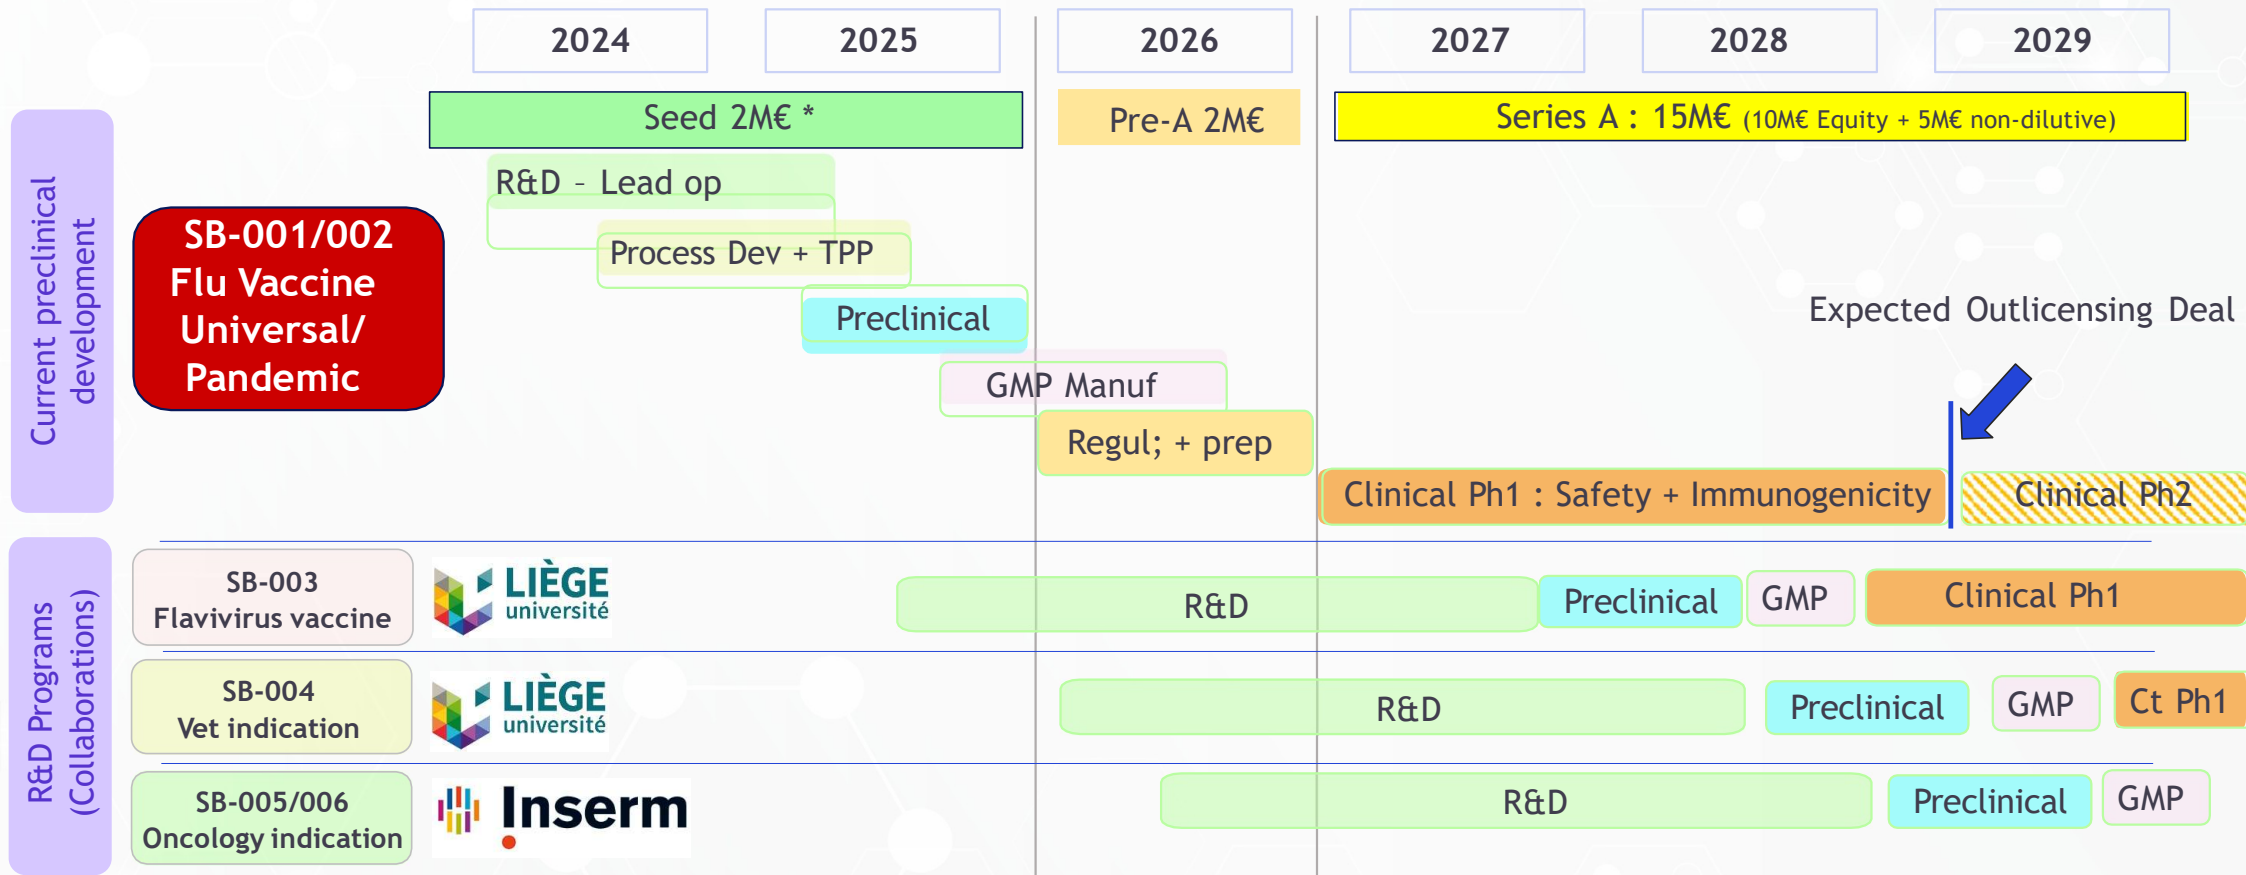 2024 2025 2026 2027 2028 2029
Seed 2M€ * Pre-A 2M€ Series A : 15M€ (10M€ Equity + 5M€ non-dilutive)
Current preclinical
development
SB-001/002
Flu Vaccine
Universal/
Pandemic
R&D – Lead op
Process Dev + TPP
Preclinical
GMP Manuf
Regul; + prep
Expected Outlicensing Deal
Clinical Ph1 : Safety + Immunogenicity Clinical Ph2
R&D Programs
(Collaborations)
SB-003
Flavivirus vaccine
LIÈGE
université
R&D Preclinical GMP Clinical Ph1
SB-004
Vet indication
LIÈGE
université
R&D Preclinical GMP Ct Ph1
SB-005/006
Oncology indication
Inserm
R&D Preclinical GMP